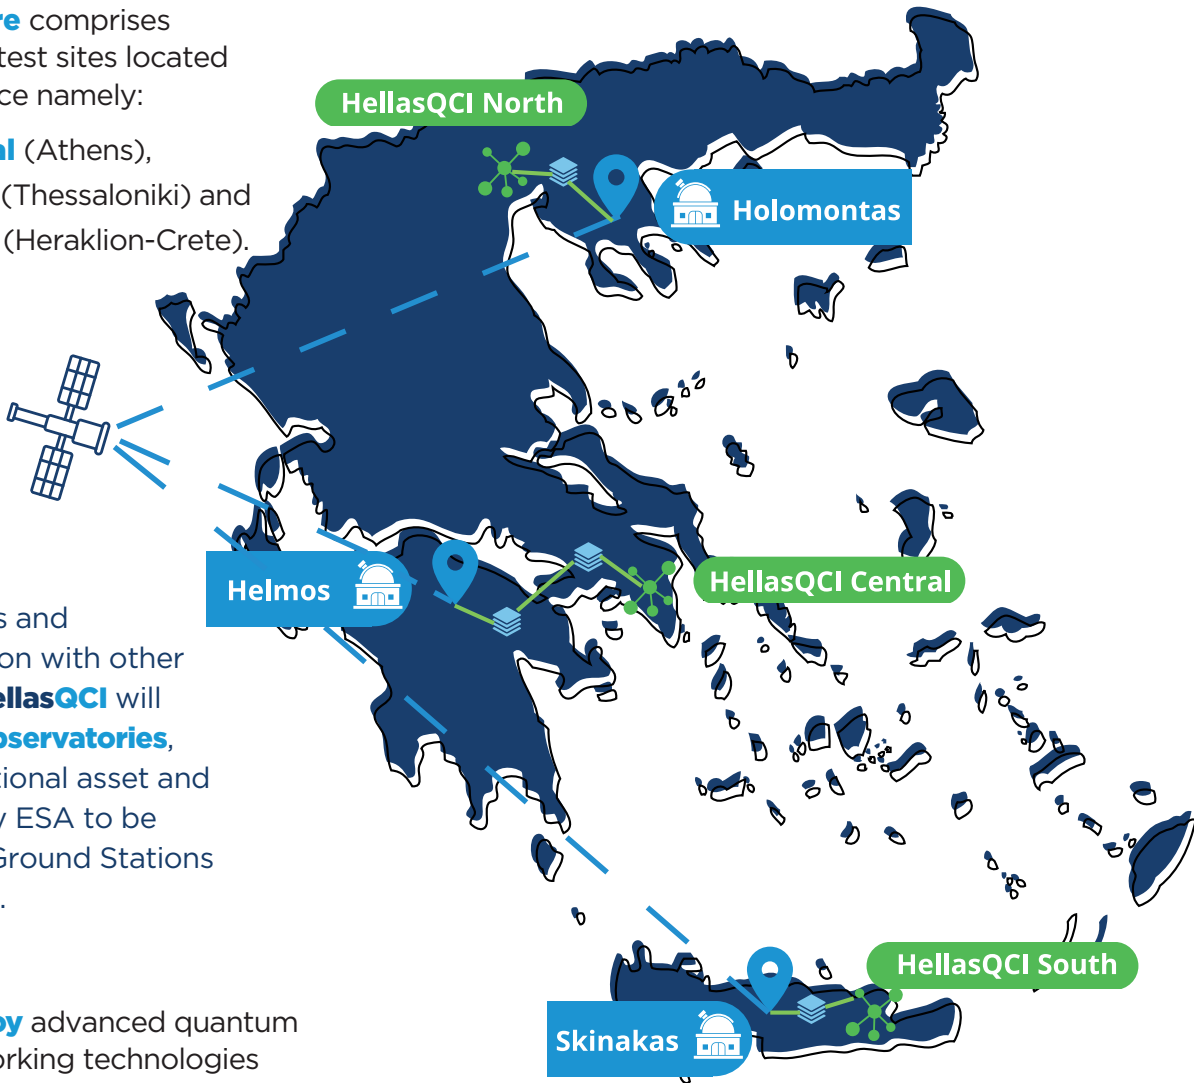 re comprises
test sites located
ce namely:
al (Athens),
(Thessaloniki) and
(Heraklion-Crete).
HellasQCI North
Holomontas
Helmos
HellasQCI Central
s and
on with other
ellasQCI will
bservatories,
tional asset and
y ESA to be
Ground Stations
.
HellasQCI South
Skinakas
oy advanced quantum
orking technologies